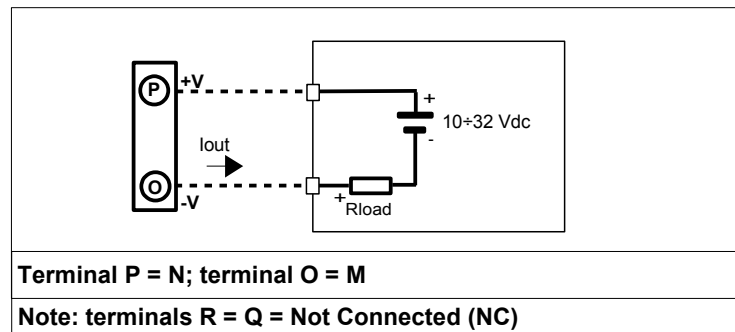 P
+V
+
10÷32 Vdc
-
Iout
O
-V
+
Rload
Terminal P = N; terminal O = M
Note: terminals R = Q = Not Connected (NC)